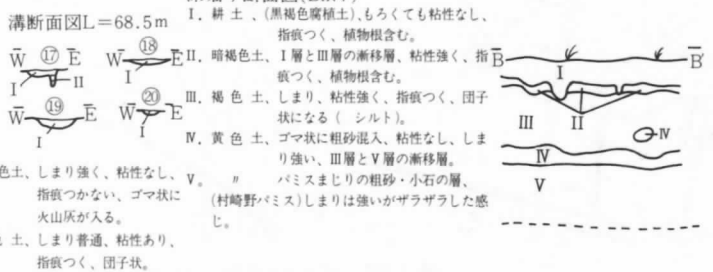 溝断面図L＝68.5m
W̄ ⑰ Ē
I II
W̄ ⑱ Ē
I
W̄ ⑲ Ē
I
W̄ ⑳ Ē
I
色土、しまり強く、粘性なし、
指痕つかない、ゴマ状に
火山灰が入る。
土、しまり普通、粘性あり、
指痕つく、団子状。
I. 耕土、(黒褐色腐植土)、もろくても粘性なし、
指痕つく、植物根含む。
II. 暗褐色土、I層とIII層の漸移層、粘性強く、指
痕つく、植物根含む。
III. 褐色土、しまり、粘性強く、指痕つく、団子
状になる（ シルト)。
IV. 黄色土、ゴマ状に粗砂混入、粘性なし、しま
り強い、III層とV層の漸移層。
V。 〃 パミスまじりの粗砂・小石の層、
(村崎野パミス)しまりは強いがザラザラした感
じ。
B̄ B̄'
I
III II IV
IV
V